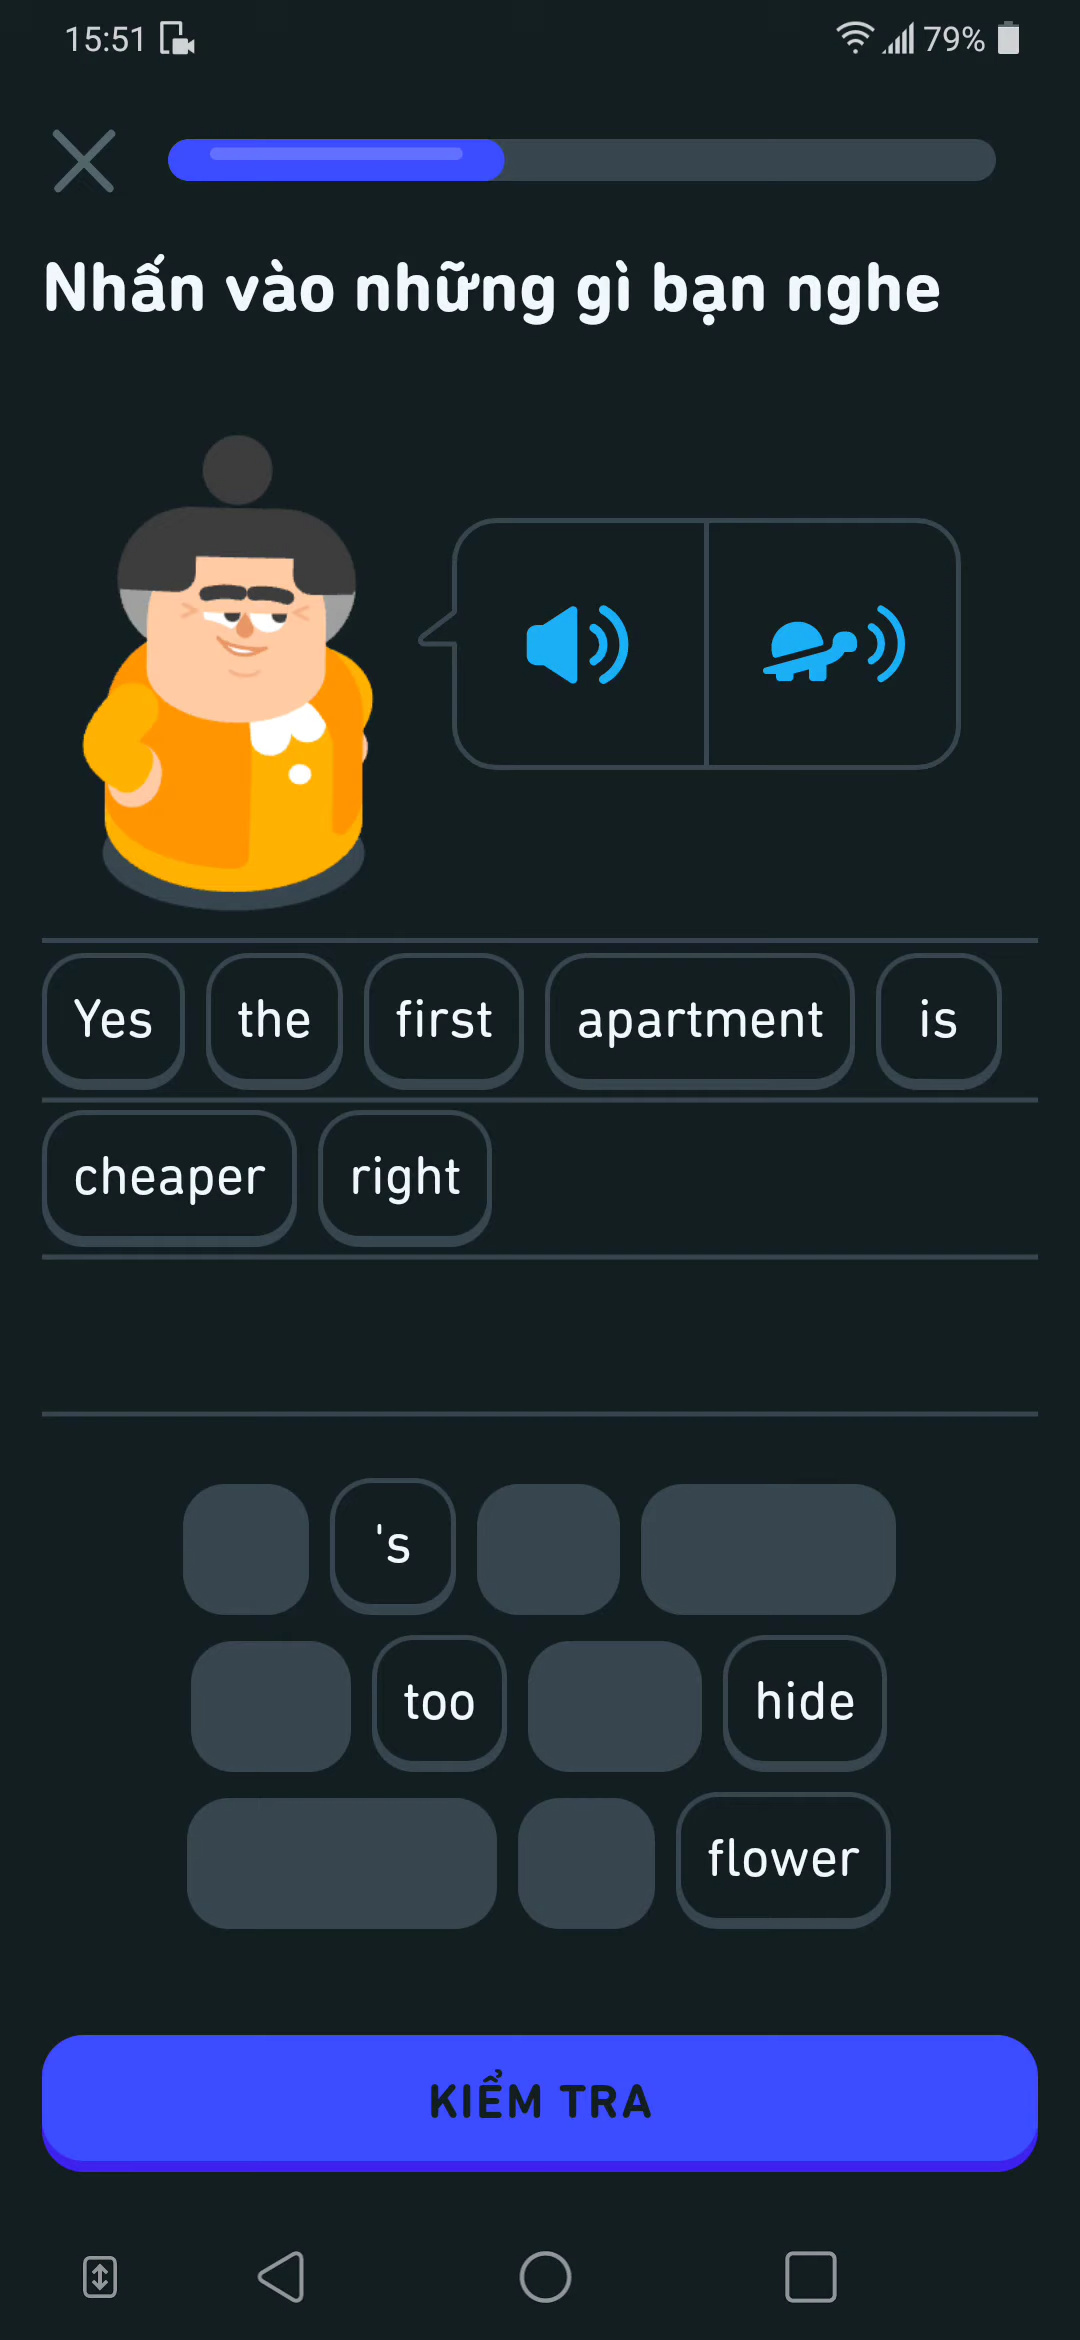 15:51 79%
Nhấn vào những gì bạn nghe
Yes the first apartment is
cheaper right
's
too hide
flower
KIỂM TRA